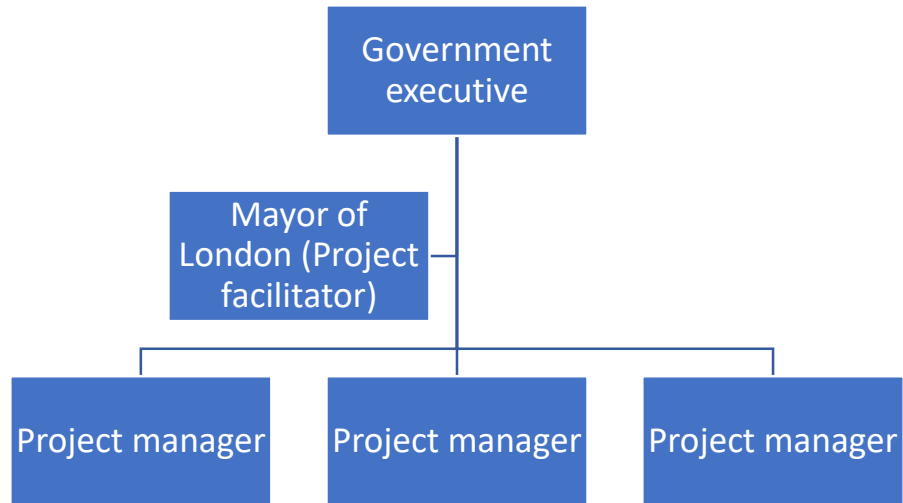 Government
executive
Mayor of
London (Project
facilitator)
Project manager
Project manager
Project manager